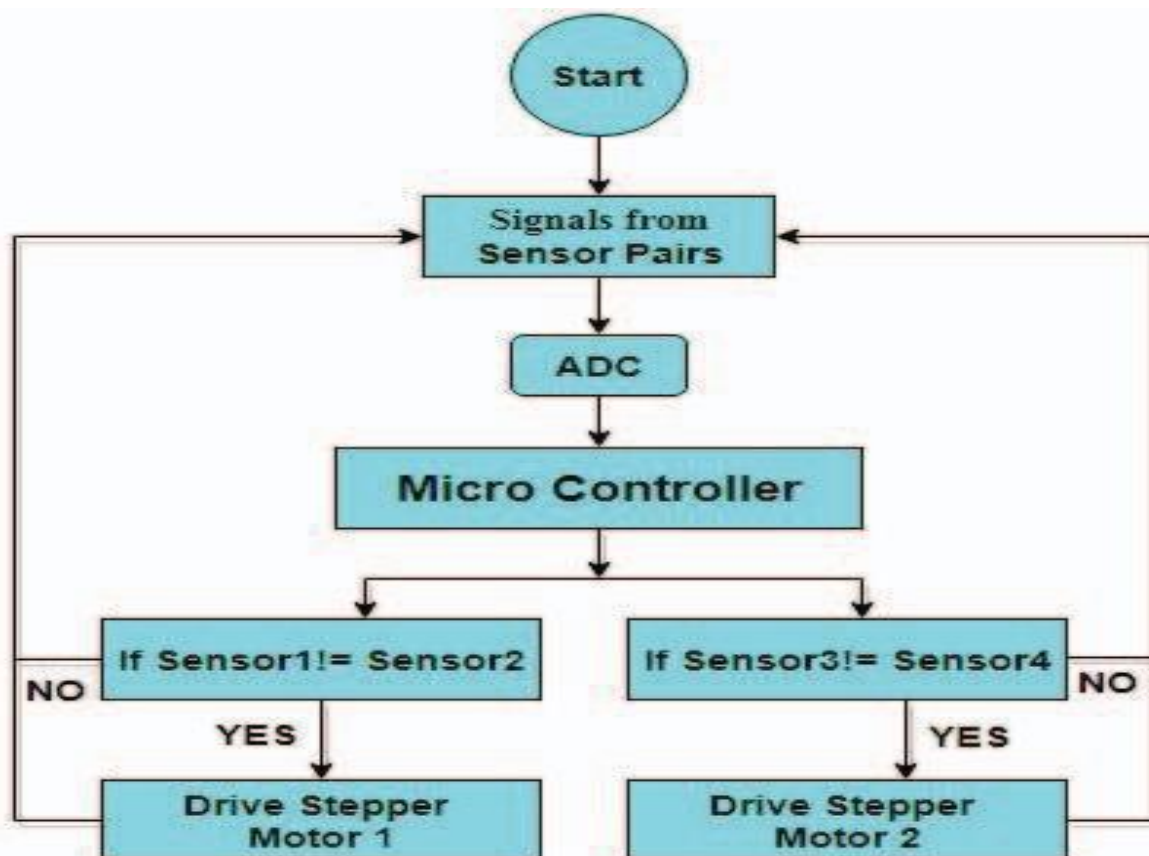 Start
Signals from
Sensor Pairs
ADC
Micro Controller
If Sensor1!= Sensor2
If Sensor3!= Sensor4
NO
NO
YES
YES
Drive Stepper
Motor 1
Drive Stepper
Motor 2